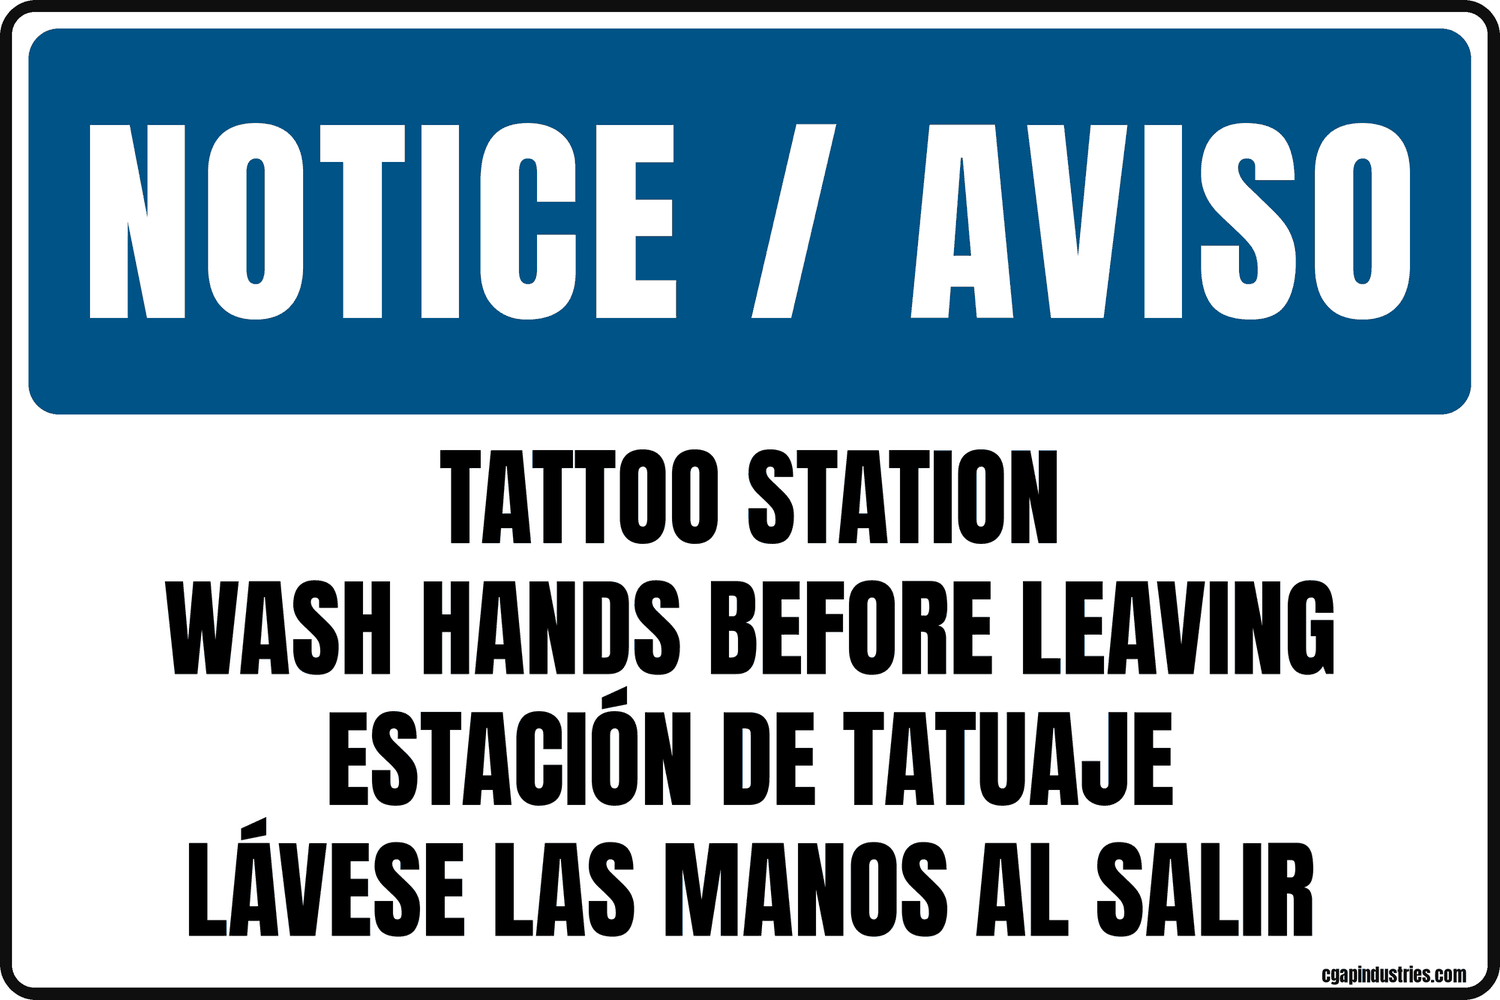 NOTICE / AVISO
TATTOO STATION
WASH HANDS BEFORE LEAVING
ESTACIÓN DE TATUAJE
LÁVESE LAS MANOS AL SALIR
cgapindustries.com